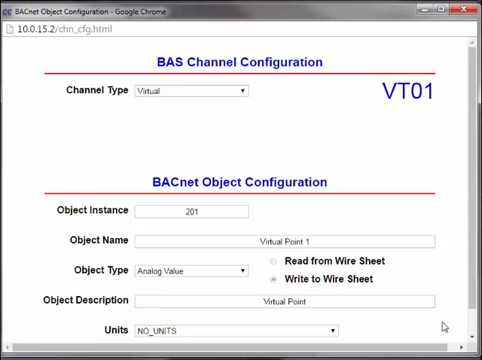 BACnet Object Configuration - Google Chrome
10.0.15.2/chn_cfg.html
BAS Channel Configuration
Channel Type Virtual VT01
BACnet Object Configuration
Object Instance 201
Object Name Virtual Point 1
Read from Wire Sheet
Object Type Analog Value
Write to Wire Sheet
Object Description Virtual Point
Units NO_UNITS